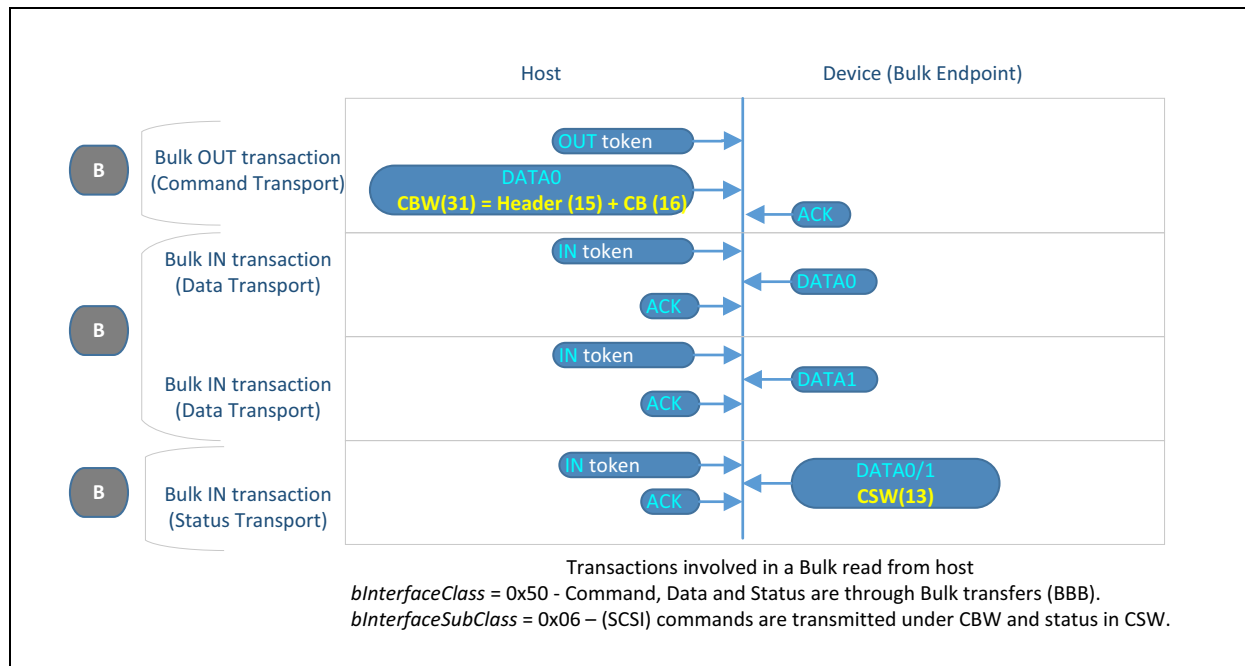 Host
Device (Bulk Endpoint)
B
Bulk OUT transaction
(Command Transport)
OUT token
DATA0
CBW(31) = Header (15) + CB (16)
ACK
B
Bulk IN transaction
(Data Transport)
IN token
DATA0
ACK
Bulk IN transaction
(Data Transport)
IN token
DATA1
ACK
B
Bulk IN transaction
(Status Transport)
IN token
DATA0/1
CSW(13)
ACK
Transactions involved in a Bulk read from host
bInterfaceClass = 0x50 - Command, Data and Status are through Bulk transfers (BBB).
bInterfaceSubClass = 0x06 – (SCSI) commands are transmitted under CBW and status in CSW.